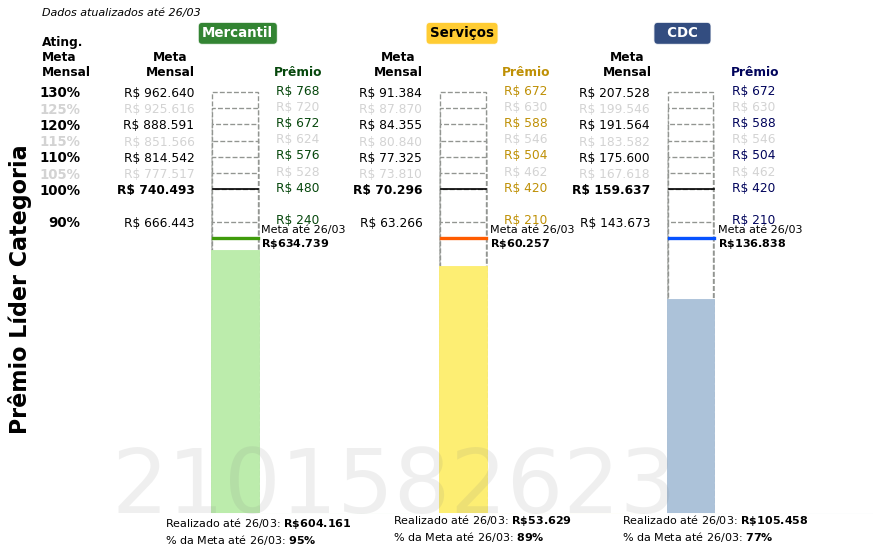 Dados atualizados até 26/03
Mercantil Serviços CDC
Ating. Meta Mensal
Meta Mensal Prêmio Meta Mensal Prêmio Meta Mensal Prêmio
130% R$ 962.640 R$ 768 R$ 91.384 R$ 672 R$ 207.528 R$ 672
125% R$ 925.616 R$ 720 R$ 87.870 R$ 630 R$ 199.546 R$ 630
120% R$ 888.591 R$ 672 R$ 84.355 R$ 588 R$ 191.564 R$ 588
115% R$ 851.566 R$ 624 R$ 80.840 R$ 546 R$ 183.582 R$ 546
110% R$ 814.542 R$ 576 R$ 77.325 R$ 504 R$ 175.600 R$ 504
105% R$ 777.517 R$ 528 R$ 73.810 R$ 462 R$ 167.618 R$ 462
100% R$ 740.493 R$ 480 R$ 70.296 R$ 420 R$ 159.637 R$ 420
90% R$ 666.443 R$ 240 R$ 63.266 R$ 210 R$ 143.673 R$ 210
Meta até 26/03 Meta até 26/03 Meta até 26/03
R$634.739 R$60.257 R$136.838
Prêmio Líder Categoria
2101582623
Realizado até 26/03: R$604.161 Realizado até 26/03: R$53.629 Realizado até 26/03: R$105.458
% da Meta até 26/03: 95% % da Meta até 26/03: 89% % da Meta até 26/03: 77%